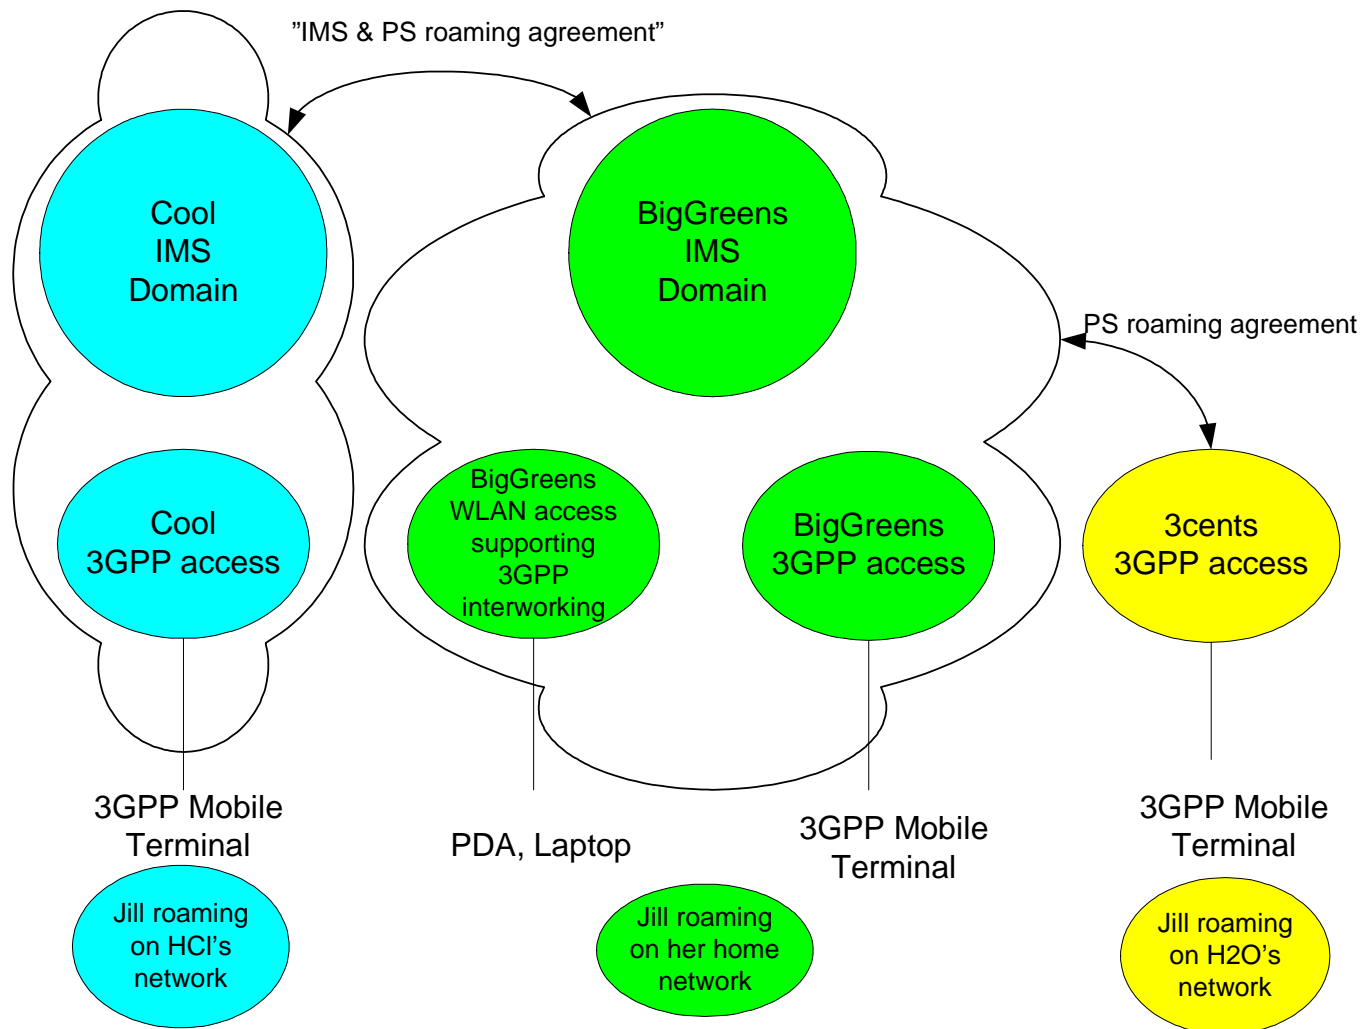 ”IMS & PS roaming agreement”
Cool
IMS
Domain
BigGreens
IMS
Domain
PS roaming agreement
Cool
3GPP access
BigGreens
WLAN access
supporting
3GPP
interworking
BigGreens
3GPP access
3cents
3GPP access
3GPP Mobile
Terminal
PDA, Laptop
3GPP Mobile
Terminal
3GPP Mobile
Terminal
Jill roaming
on HCI's
network
Jill roaming
on her home
network
Jill roaming
on H2O's
network